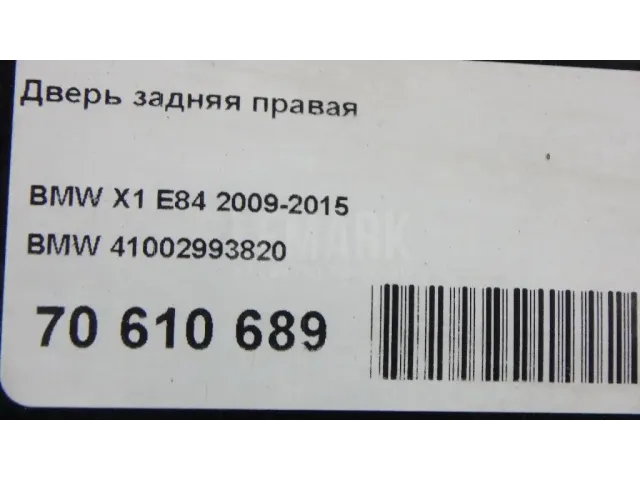 Дверь задняя правая
BMW X1 E84 2009-2015
BMW 41002993820
70 610 689